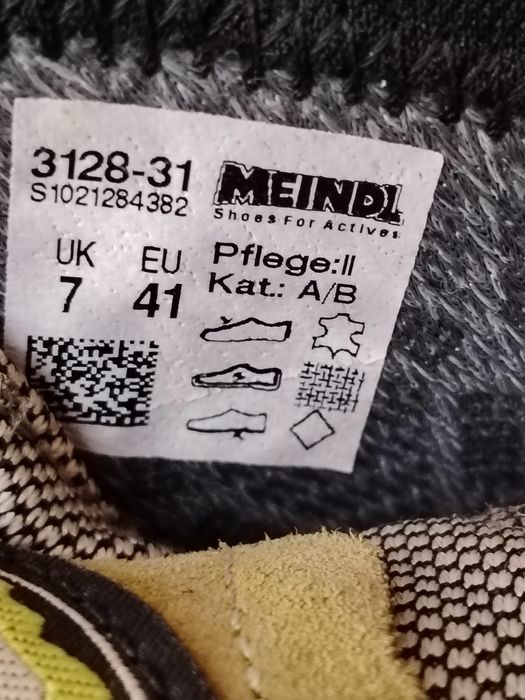 3128-31
S1021284382
MEINDL
Shoes For Actives
UK EU
7 41
Pflege:II
Kat.: A/B